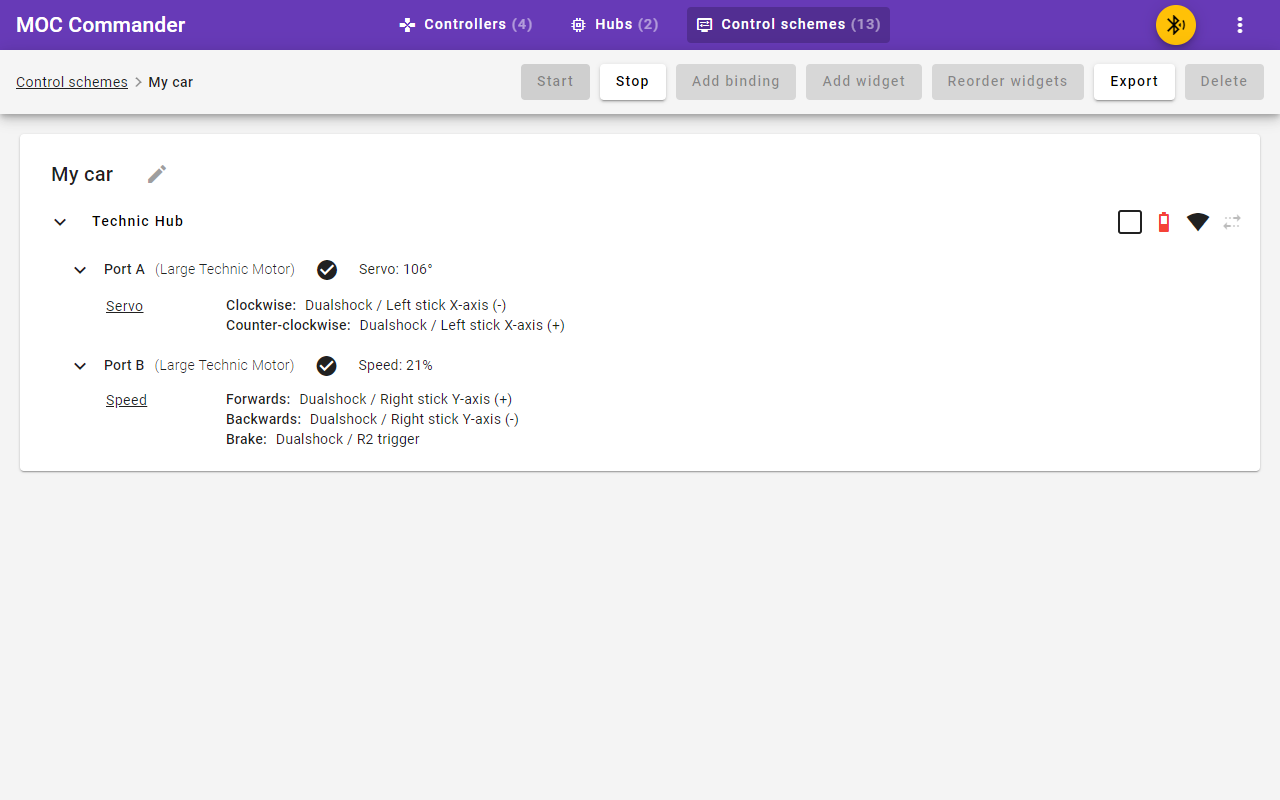 MOC Commander Controllers (4) Hubs (2) Control schemes (13)
Control schemes > My car Start Stop Add binding Add widget Reorder widgets Export Delete
My car
Technic Hub
Port A (Large Technic Motor) Servo: 106°
Servo Clockwise: Dualshock / Left stick X-axis (-)
Counter-clockwise: Dualshock / Left stick X-axis (+)
Port B (Large Technic Motor) Speed: 21%
Speed Forwards: Dualshock / Right stick Y-axis (+)
Backwards: Dualshock / Right stick Y-axis (-)
Brake: Dualshock / R2 trigger